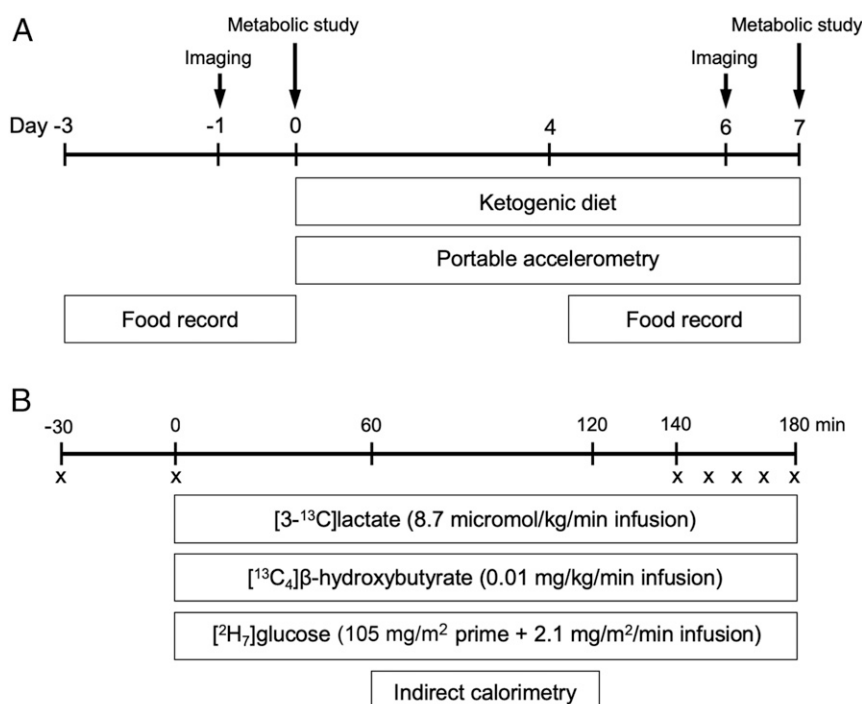 A
Metabolic study
Metabolic study
Imaging
Imaging
Day -3 -1 0 4 6 7
Ketogenic diet
Portable accelerometry
Food record Food record
B
-30 0 60 120 140 180 min
x x x x x x x
[3-¹³C]lactate (8.7 micromol/kg/min infusion)
[¹³C₄]β-hydroxybutyrate (0.01 mg/kg/min infusion)
[²H₇]glucose (105 mg/m² prime + 2.1 mg/m²/min infusion)
Indirect calorimetry